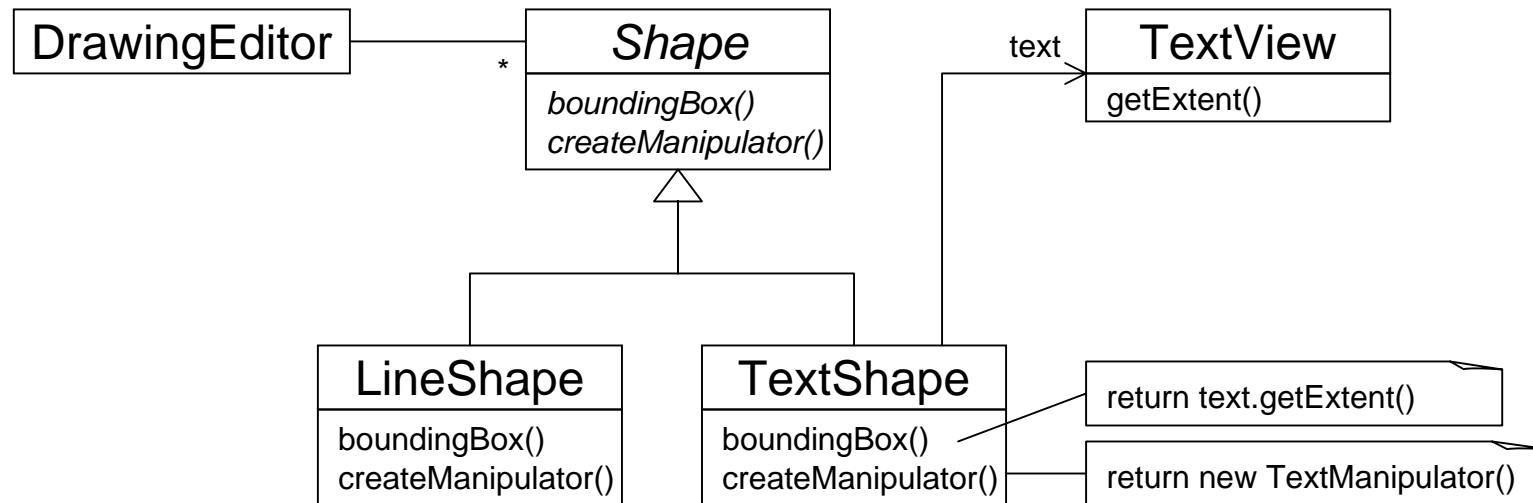 DrawingEditor
*
Shape
boundingBox()
createManipulator()
text
TextView
getExtent()
LineShape
boundingBox()
createManipulator()
TextShape
boundingBox()
createManipulator()
return text.getExtent()
return new TextManipulator()